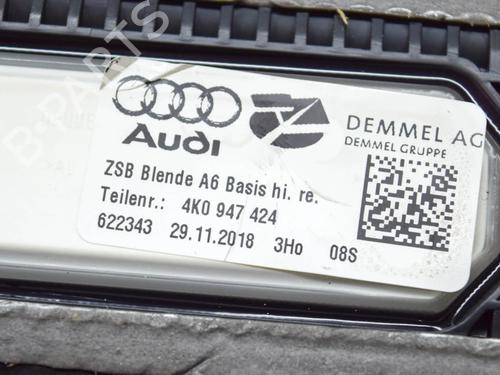 Audi
DEMMEL AG
DEMMEL GRUPPE
ZSB Blende A6 Basis hi. re.
Teilenr.: 4K0 947 424
622343 29.11.2018 3Ho 08S
B-PARTS